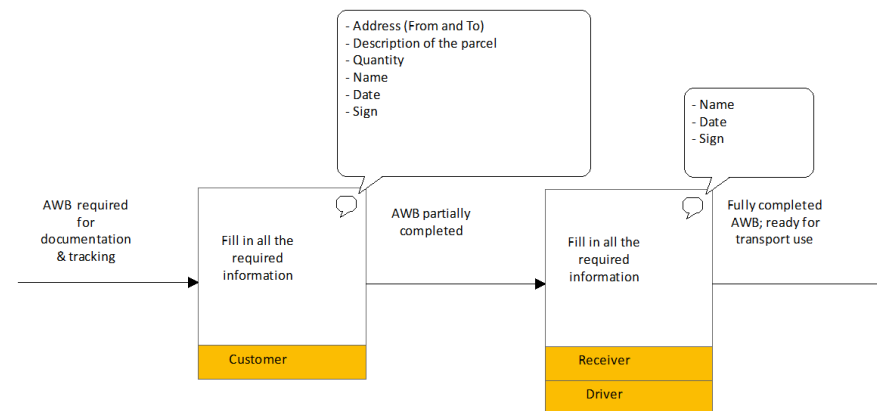 - Address (From and To)
- Description of the parcel
- Quantity
- Name
- Date
- Sign
- Name
- Date
- Sign
AWB required
for
documentation
& tracking
Fill in all the
required
information
Customer
AWB partially
completed
Fill in all the
required
information
Receiver
Driver
Fully completed
AWB; ready for
transport use